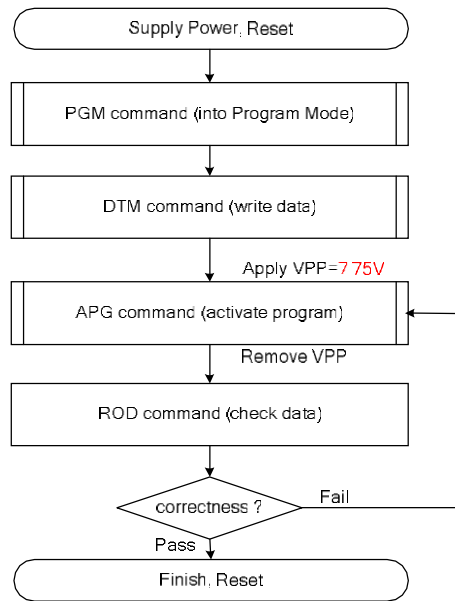 Supply Power, Reset
PGM command (into Program Mode)
DTM command (write data)
Apply VPP=7.75V
APG command (activate program)
Remove VPP
ROD command (check data)
correctness ?
Fail
Pass
Finish, Reset